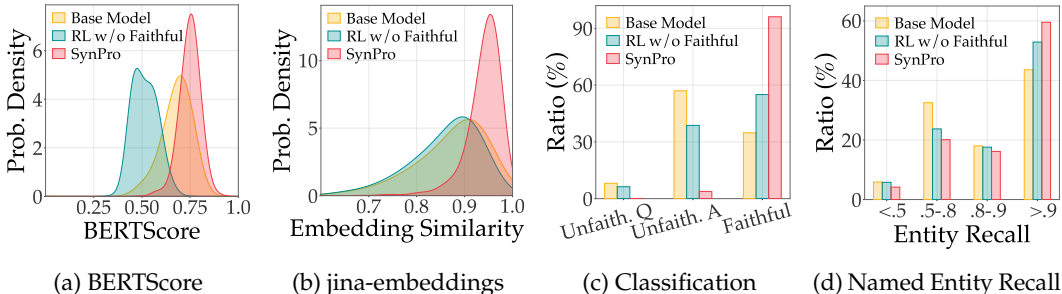 Prob. Density
6
4
2
0
Base Model
RL w/o Faithful
SynPro
0.25 0.50 0.75 1.0
BERTScore
(a) BERTScore
Prob. Density
10
5
0
Base Model
RL w/o Faithful
SynPro
0.7 0.8 0.9 1.0
Embedding Similarity
(b) jina-embeddings
Ratio (%)
90
60
30
0
Base Model
RL w/o Faithful
SynPro
Unfaith. Q Unfaith. A Faithful
(c) Classification
Ratio (%)
60
40
20
0
Base Model
RL w/o Faithful
SynPro
<.5 .5-.8 .8-.9 >.9
Entity Recall
(d) Named Entity Recall